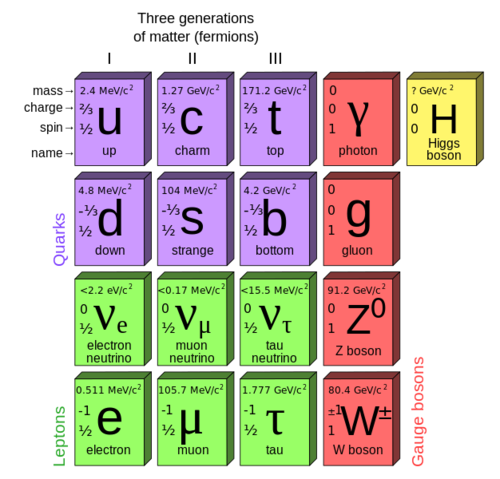 Three generations
of matter (fermions)
I II III
mass→ 2.4 MeV/c² 1.27 GeV/c² 171.2 GeV/c² 0 ? GeV/c²
charge→ ⅔ ⅔ ⅔ 0 0
spin→ ½ u ½ c ½ t 1 γ 0 H
name→ up charm top photon Higgs
boson
4.8 MeV/c² 104 MeV/c² 4.2 GeV/c² 0
-⅓ -⅓ -⅓ 0
½ d ½ s ½ b 1 g
down strange bottom gluon
Quarks
<2.2 eV/c² <0.17 MeV/c² <15.5 MeV/c² 91.2 GeV/c²
0 0 0 0
½ νe ½ νμ ½ ντ 1 Z⁰
electron muon tau Z boson
neutrino neutrino neutrino
0.511 MeV/c² 105.7 MeV/c² 1.777 GeV/c² 80.4 GeV/c²
-1 -1 -1 ±1
½ e ½ μ ½ τ 1 W±
electron muon tau W boson
Leptons
Gauge bosons